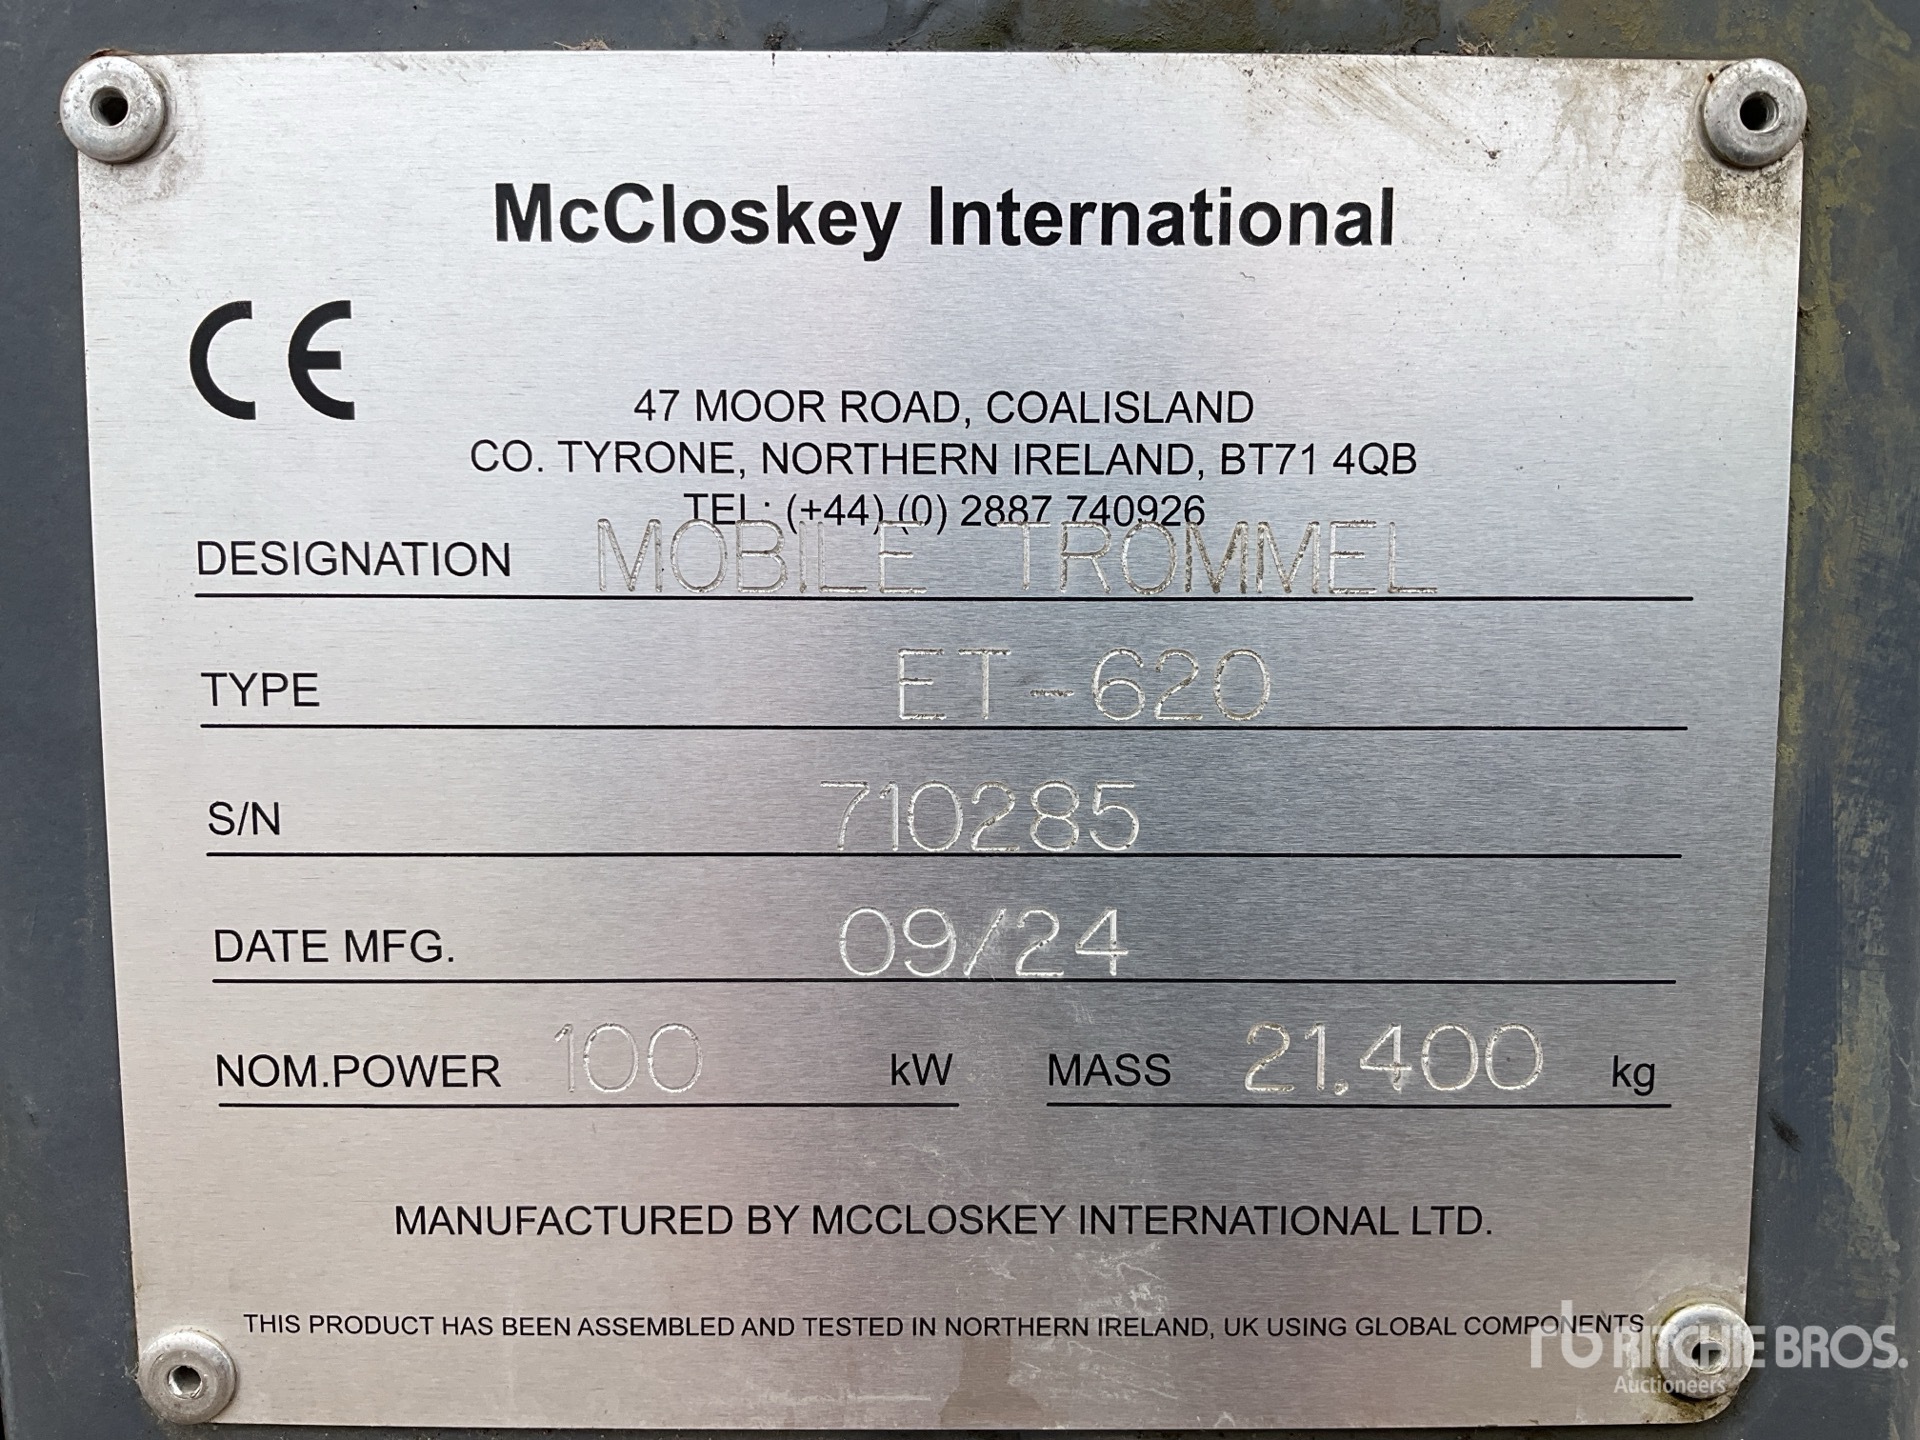 McCloskey International
CE
47 MOOR ROAD, COALISLAND
CO. TYRONE, NORTHERN IRELAND, BT71 4QB
TEL: (+44) (0) 2887 740926
DESIGNATION MOBILE TROMMEL
TYPE ET-620
S/N 710285
DATE MFG. 09/24
NOM.POWER 100 kW MASS 21,400 kg
MANUFACTURED BY MCCLOSKEY INTERNATIONAL LTD.
THIS PRODUCT HAS BEEN ASSEMBLED AND TESTED IN NORTHERN IRELAND, UK USING GLOBAL COMPONENTS
rb RITCHIE BROS.
Auctioneers